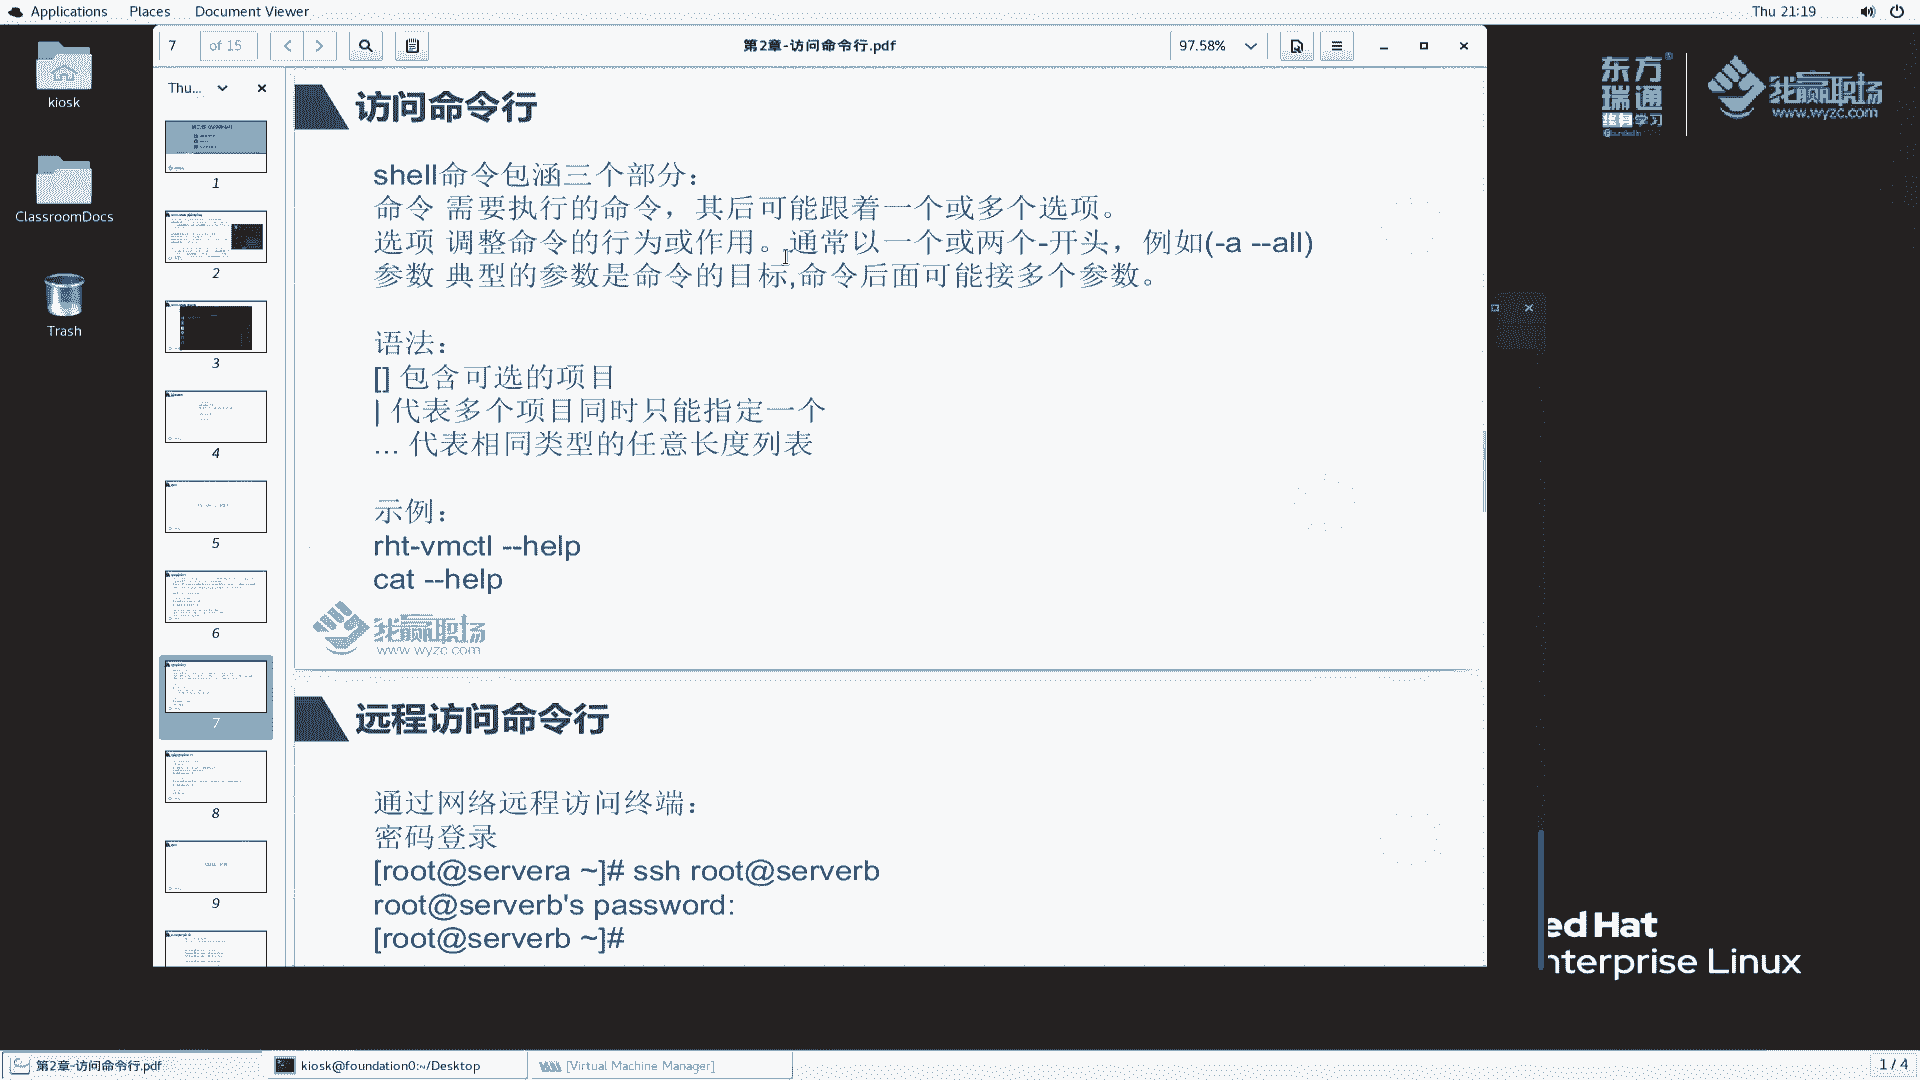 Applications Places Document Viewer
Thu 21:19
7 of 15
第2章-访问命令行.pdf
97.58%
kiosk
ClassroomDocs
Trash
Thu...
1
2
3
4
5
6
7
8
9
访问命令行
shell命令包涵三个部分：
命令 需要执行的命令，其后可能跟着一个或多个选项。
选项 调整命令的行为或作用。通常以一个或两个-开头，例如(-a --all)
参数 典型的参数是命令的目标,命令后面可能接多个参数。
语法：
[] 包含可选的项目
| 代表多个项目同时只能指定一个
... 代表相同类型的任意长度列表
示例：
rht-vmctl --help
cat --help
我赢职场
www.wyzc.com
远程访问命令行
通过网络远程访问终端：
密码登录
[root@servera ~]# ssh root@serverb
root@serverb's password:
[root@serverb ~]#
东方
瑞通
终身学习
我赢职场
www.wyzc.com
ed Hat
nterprise Linux
第2章-访问命令行.pdf
kiosk@foundation0:~/Desktop
[Virtual Machine Manager]
1 / 4